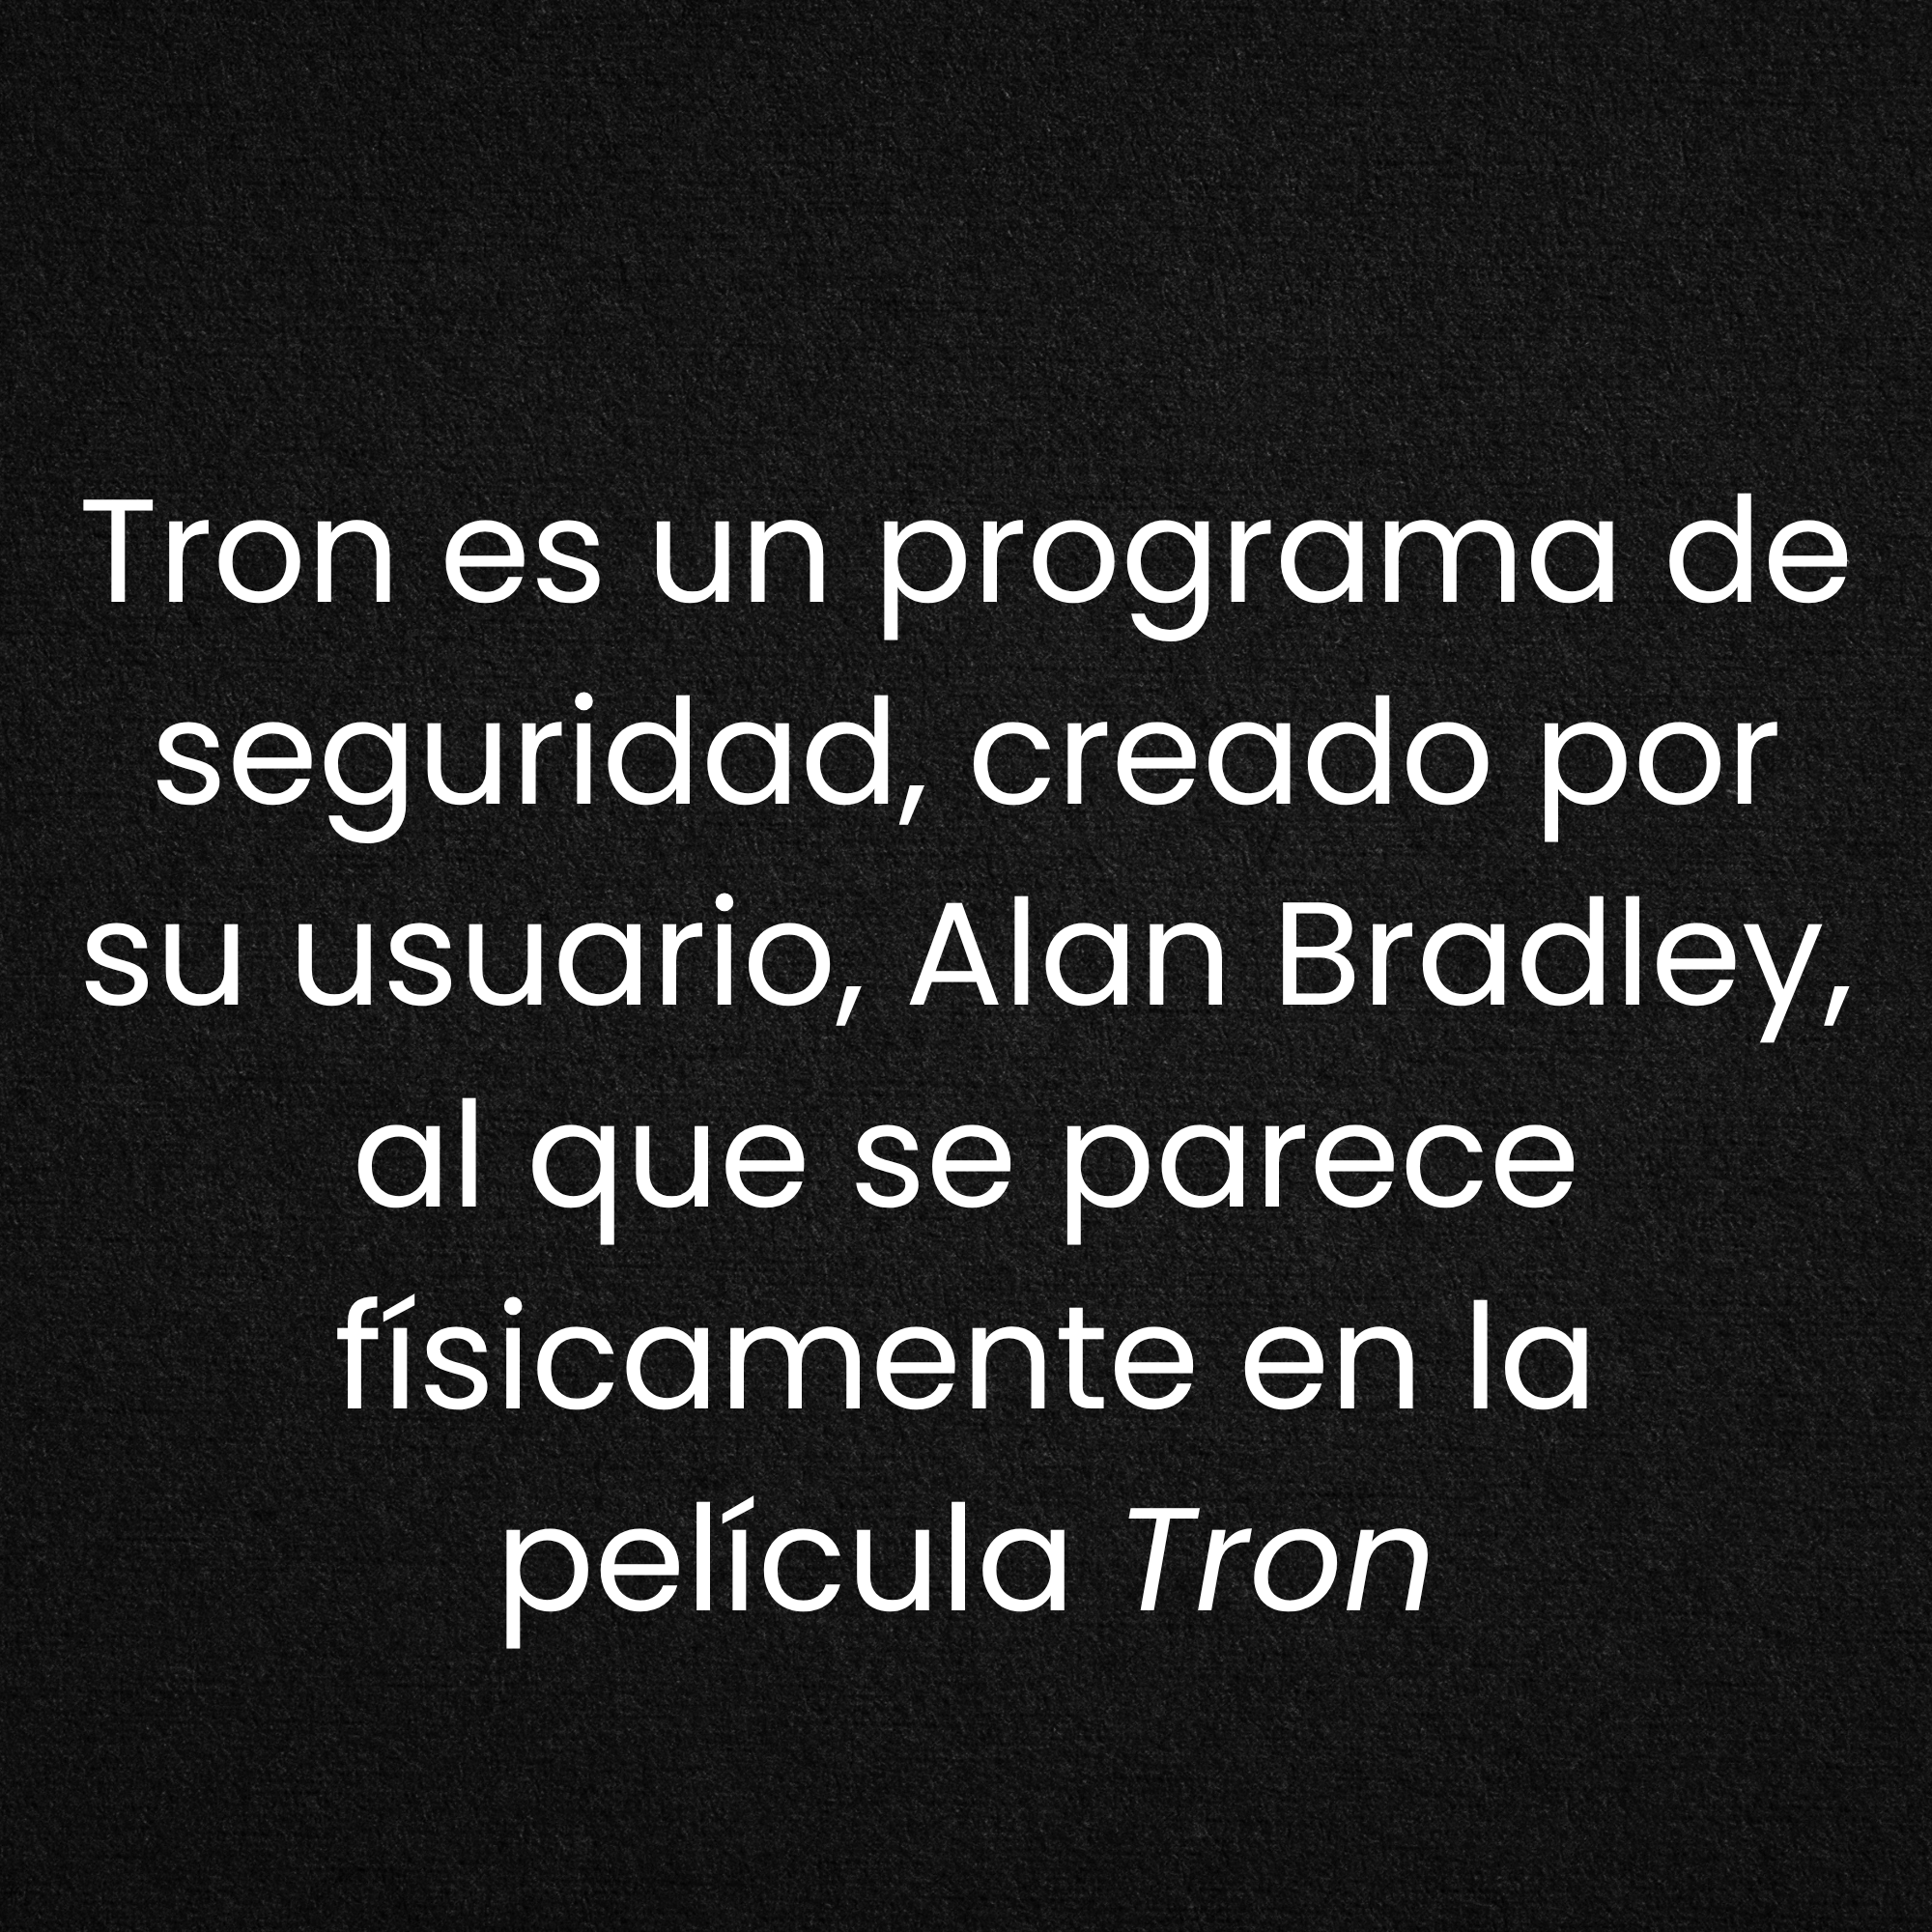 Tron es un programa de
seguridad, creado por
su usuario, Alan Bradley,
al que se parece
físicamente en la
película Tron